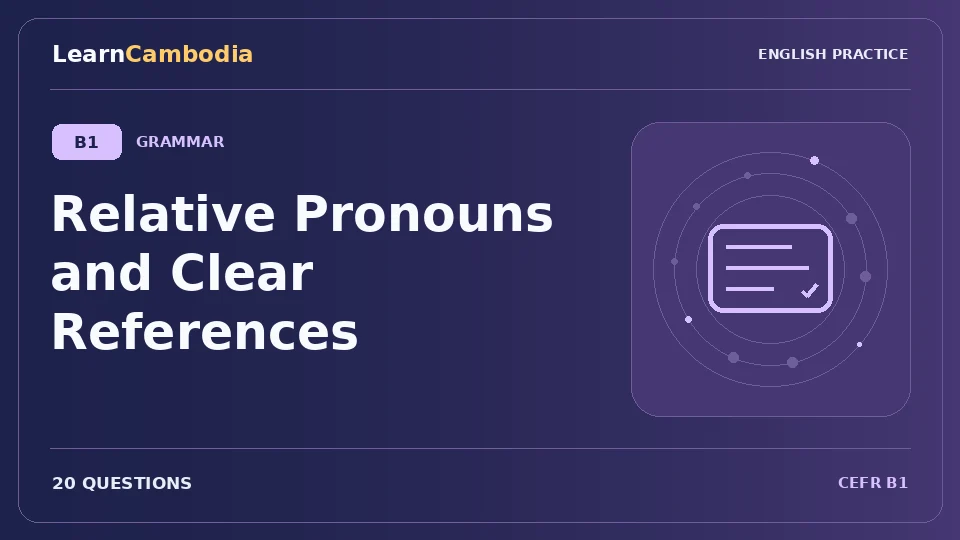 LearnCambodia
ENGLISH PRACTICE
B1
GRAMMAR
Relative Pronouns
and Clear
References
20 QUESTIONS
CEFR B1